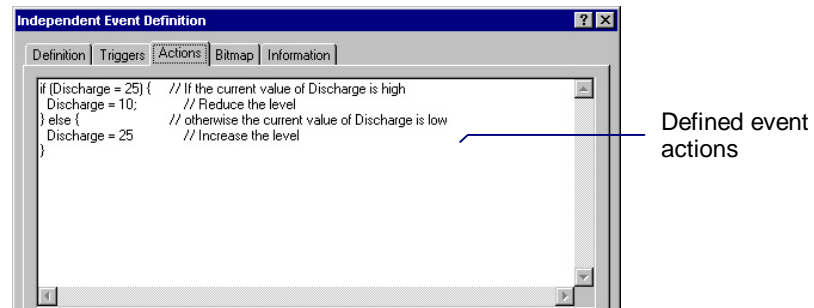 Independent Event Definition
Definition Triggers Actions Bitmap Information
if (Discharge = 25) { // If the current value of Discharge is high
Discharge = 10; // Reduce the level
} else { // otherwise the current value of Discharge is low
Discharge = 25 // Increase the level
}
Defined event
actions